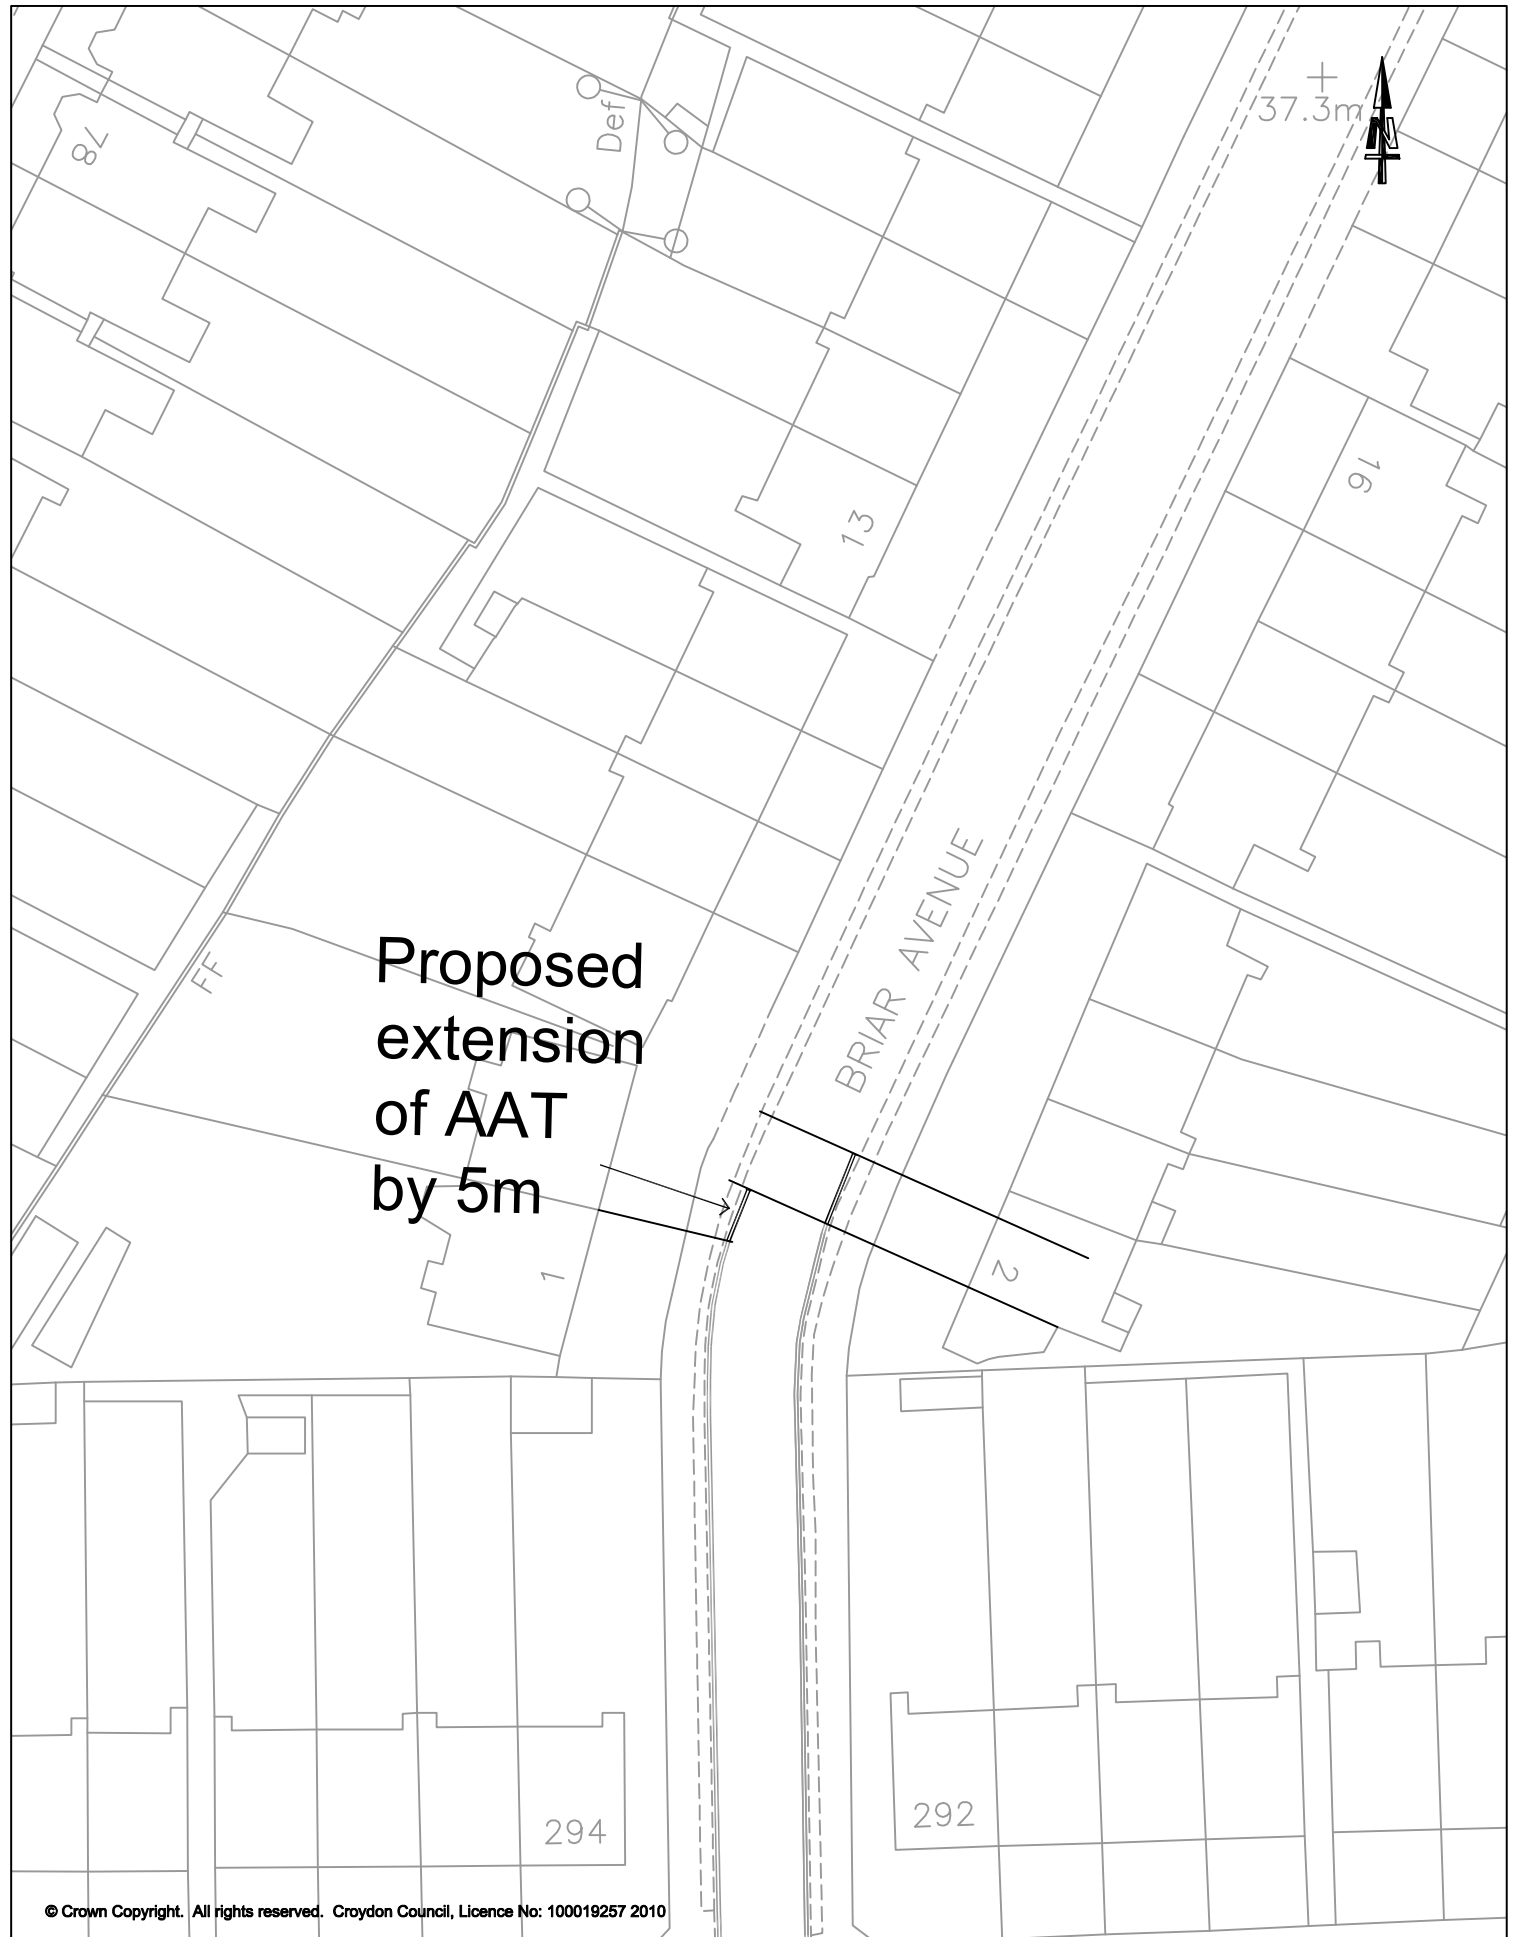 37.3m
N
Def
78
16
13
BRIAR AVENUE
FF
Proposed
extension
of AAT
by 5m
1
2
294
292
© Crown Copyright. All rights reserved. Croydon Council, Licence No: 100019257 2010